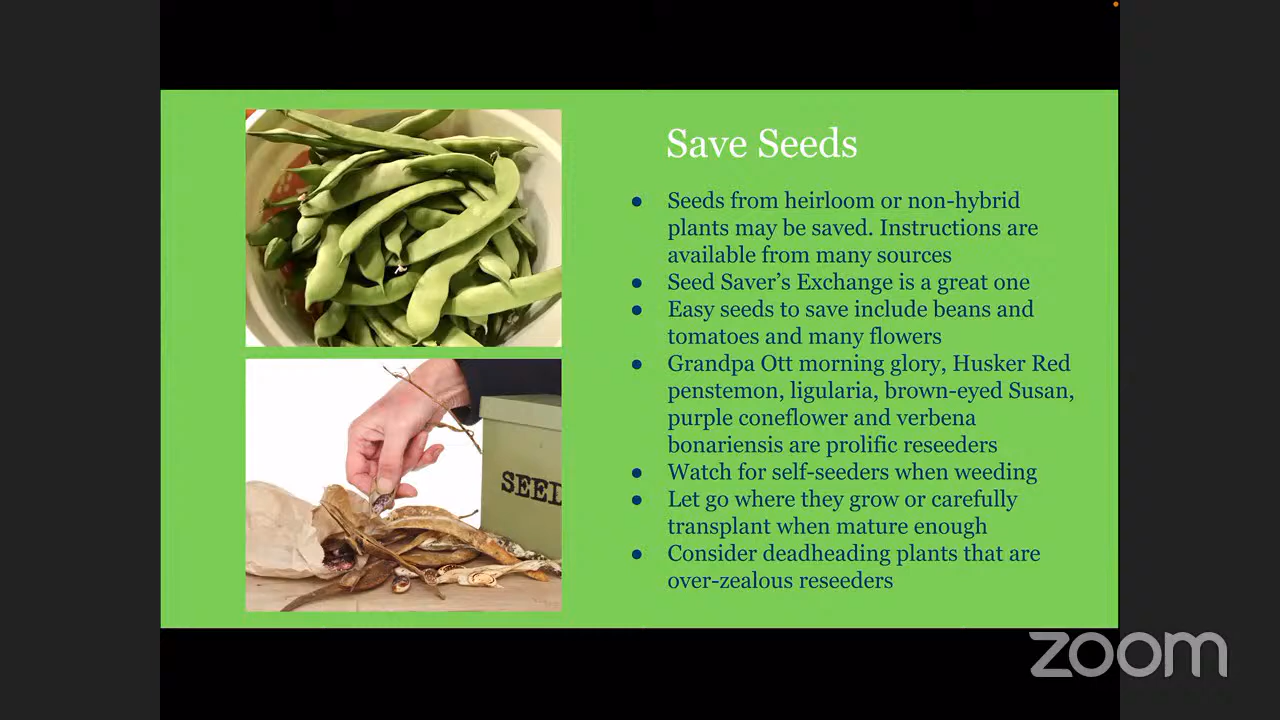 Save Seeds
● Seeds from heirloom or non-hybrid
plants may be saved. Instructions are
available from many sources
● Seed Saver’s Exchange is a great one
● Easy seeds to save include beans and
tomatoes and many flowers
● Grandpa Ott morning glory, Husker Red
penstemon, ligularia, brown-eyed Susan,
purple coneflower and verbena
bonariensis are prolific reseeders
● Watch for self-seeders when weeding
● Let go where they grow or carefully
transplant when mature enough
● Consider deadheading plants that are
over-zealous reseeders
SEED
zoom